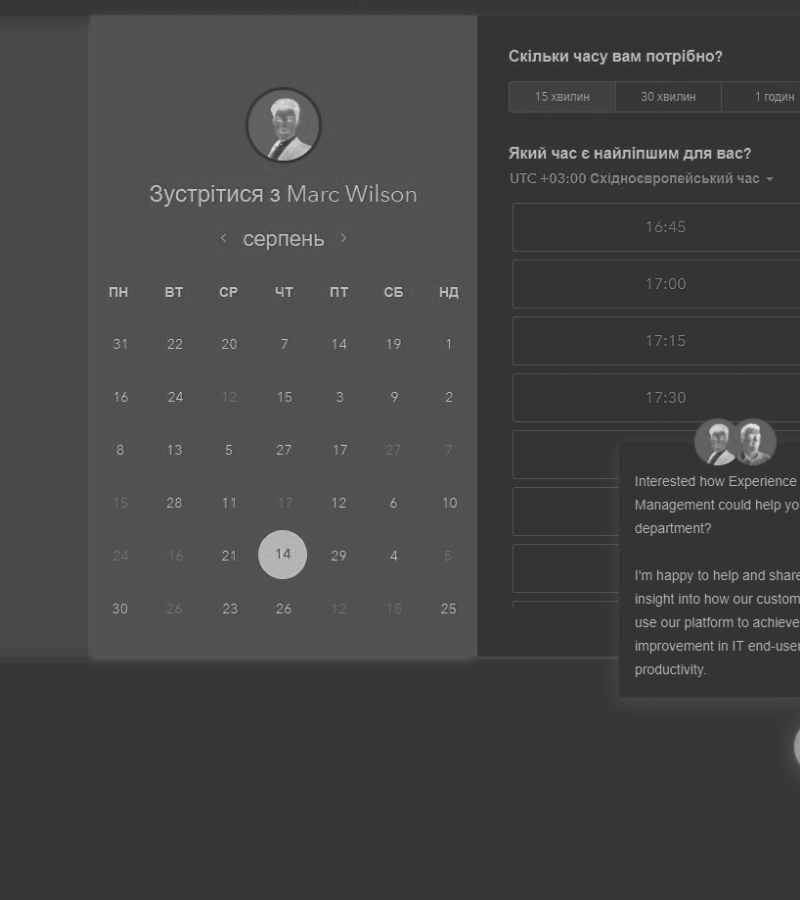 Зустрітися з Marc Wilson
серпень
ПН ВТ СР ЧТ ПТ СБ НД
31 22 20 7 14 19 1
16 24 12 15 3 9 2
8 13 5 27 17 27 7
15 28 11 17 12 6 10
24 16 21 14 29 4 5
30 26 23 26 12 18 25
Скільки часу вам потрібно?
15 хвилин 30 хвилин 1 годин
Який час є найліпшим для вас?
UTC +03:00 Східноєвропейський час
16:45
17:00
17:15
17:30
Interested how Experience
Management could help yo
department?
I'm happy to help and share
insight into how our custom
use our platform to achieve
improvement in IT end-user
productivity.